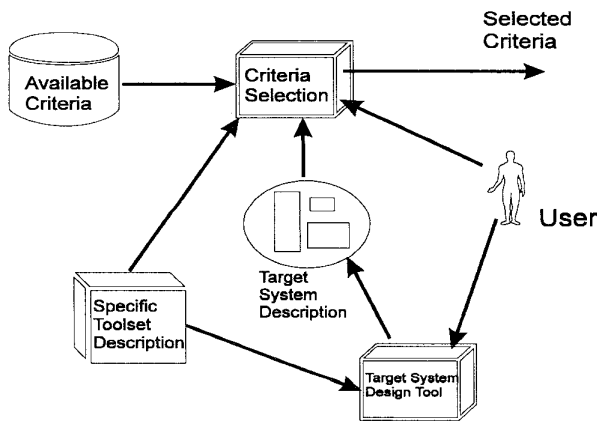 Selected
Criteria
Available
Criteria
Criteria
Selection
User
Target
System
Description
Specific
Toolset
Description
Target System
Design Tool